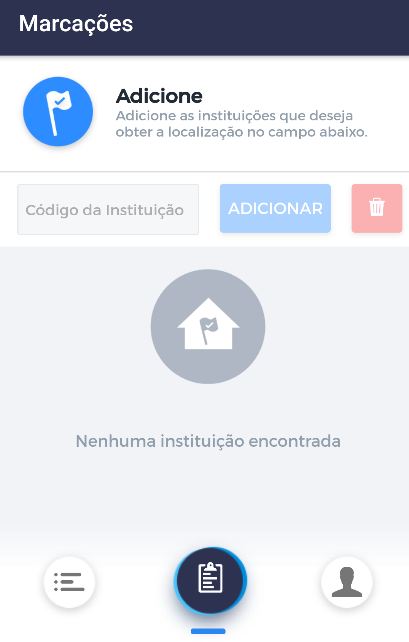 Marcações
Adicione
Adicione as instituições que deseja
obter a localização no campo abaixo.
Código da Instituição
ADICIONAR
Nenhuma instituição encontrada